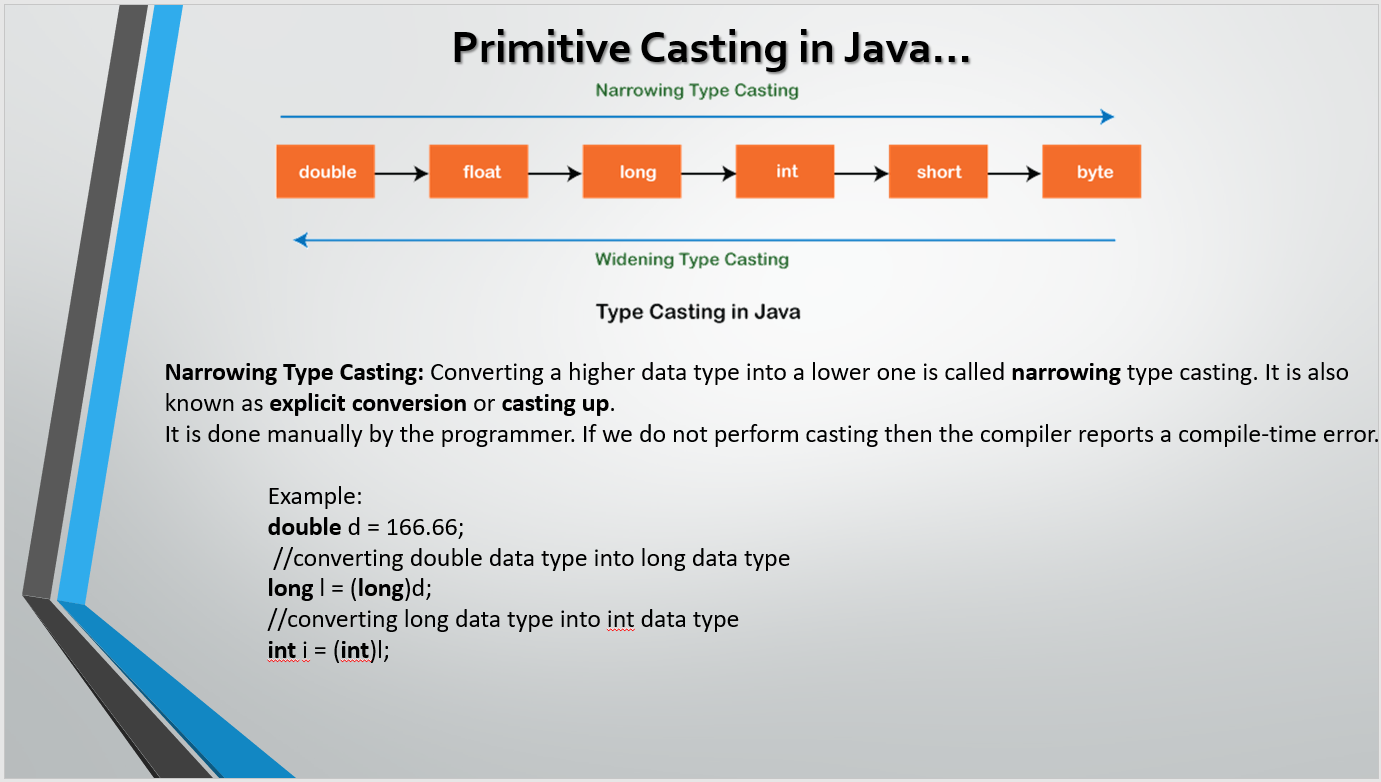 Primitive Casting in Java...
Narrowing Type Casting
double float long int short byte
Widening Type Casting
Type Casting in Java
Narrowing Type Casting: Converting a higher data type into a lower one is called narrowing type casting. It is also
known as explicit conversion or casting up.
It is done manually by the programmer. If we do not perform casting then the compiler reports a compile-time error.
Example:
double d = 166.66;
//converting double data type into long data type
long l = (long)d;
//converting long data type into int data type
int i = (int)l;